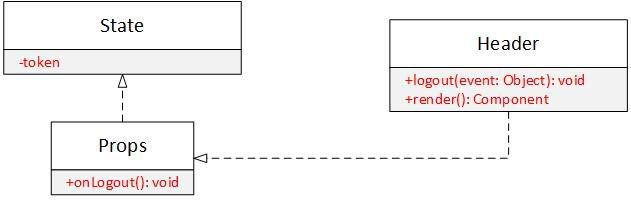 State
-token
Header
+logout(event: Object): void
+render(): Component
Props
+onLogout(): void